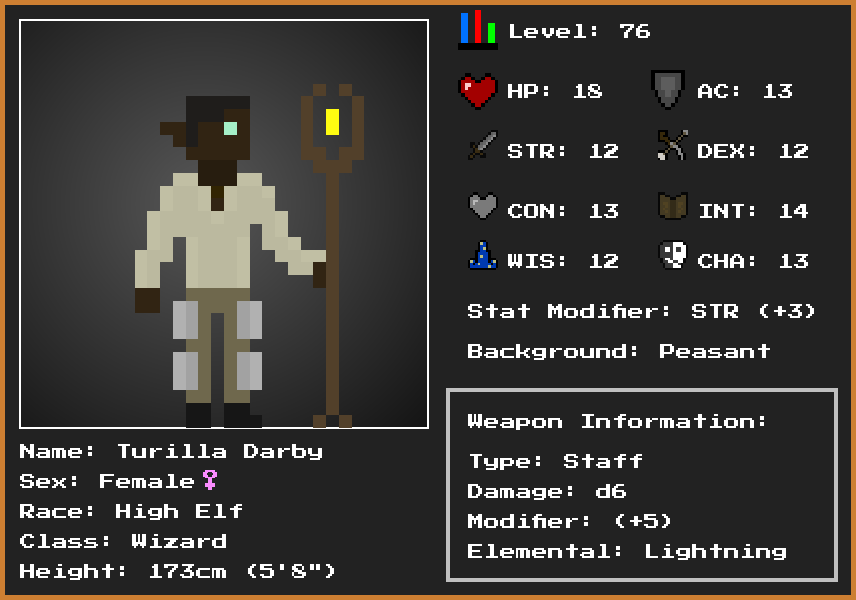 Level: 76
HP: 18 AC: 13
STR: 12 DEX: 12
CON: 13 INT: 14
WIS: 12 CHA: 13
Stat Modifier: STR (+3)
Background: Peasant
Weapon Information:
Type: Staff
Damage: d6
Modifier: (+5)
Elemental: Lightning
Name: Turilla Darby
Sex: Female♀
Race: High Elf
Class: Wizard
Height: 173cm (5'8")